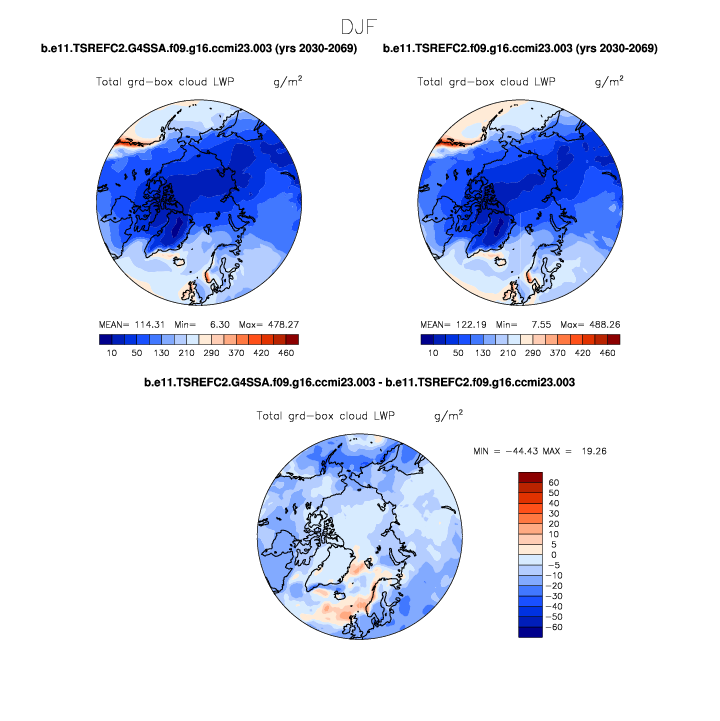 DJF
b.e11.TSREFC2.G4SSA.f09.g16.ccmi23.003 (yrs 2030-2069)
b.e11.TSREFC2.f09.g16.ccmi23.003 (yrs 2030-2069)
Total grd-box cloud LWP g/m²
Total grd-box cloud LWP g/m²
MEAN= 114.31 Min= 6.30 Max= 478.27
MEAN= 122.19 Min= 7.55 Max= 488.26
10 50 130 210 290 370 420 460
10 50 130 210 290 370 420 460
b.e11.TSREFC2.G4SSA.f09.g16.ccmi23.003 - b.e11.TSREFC2.f09.g16.ccmi23.003
Total grd-box cloud LWP g/m²
MIN = -44.43 MAX = 19.26
60
50
40
30
20
10
5
0
-5
-10
-20
-30
-40
-50
-60